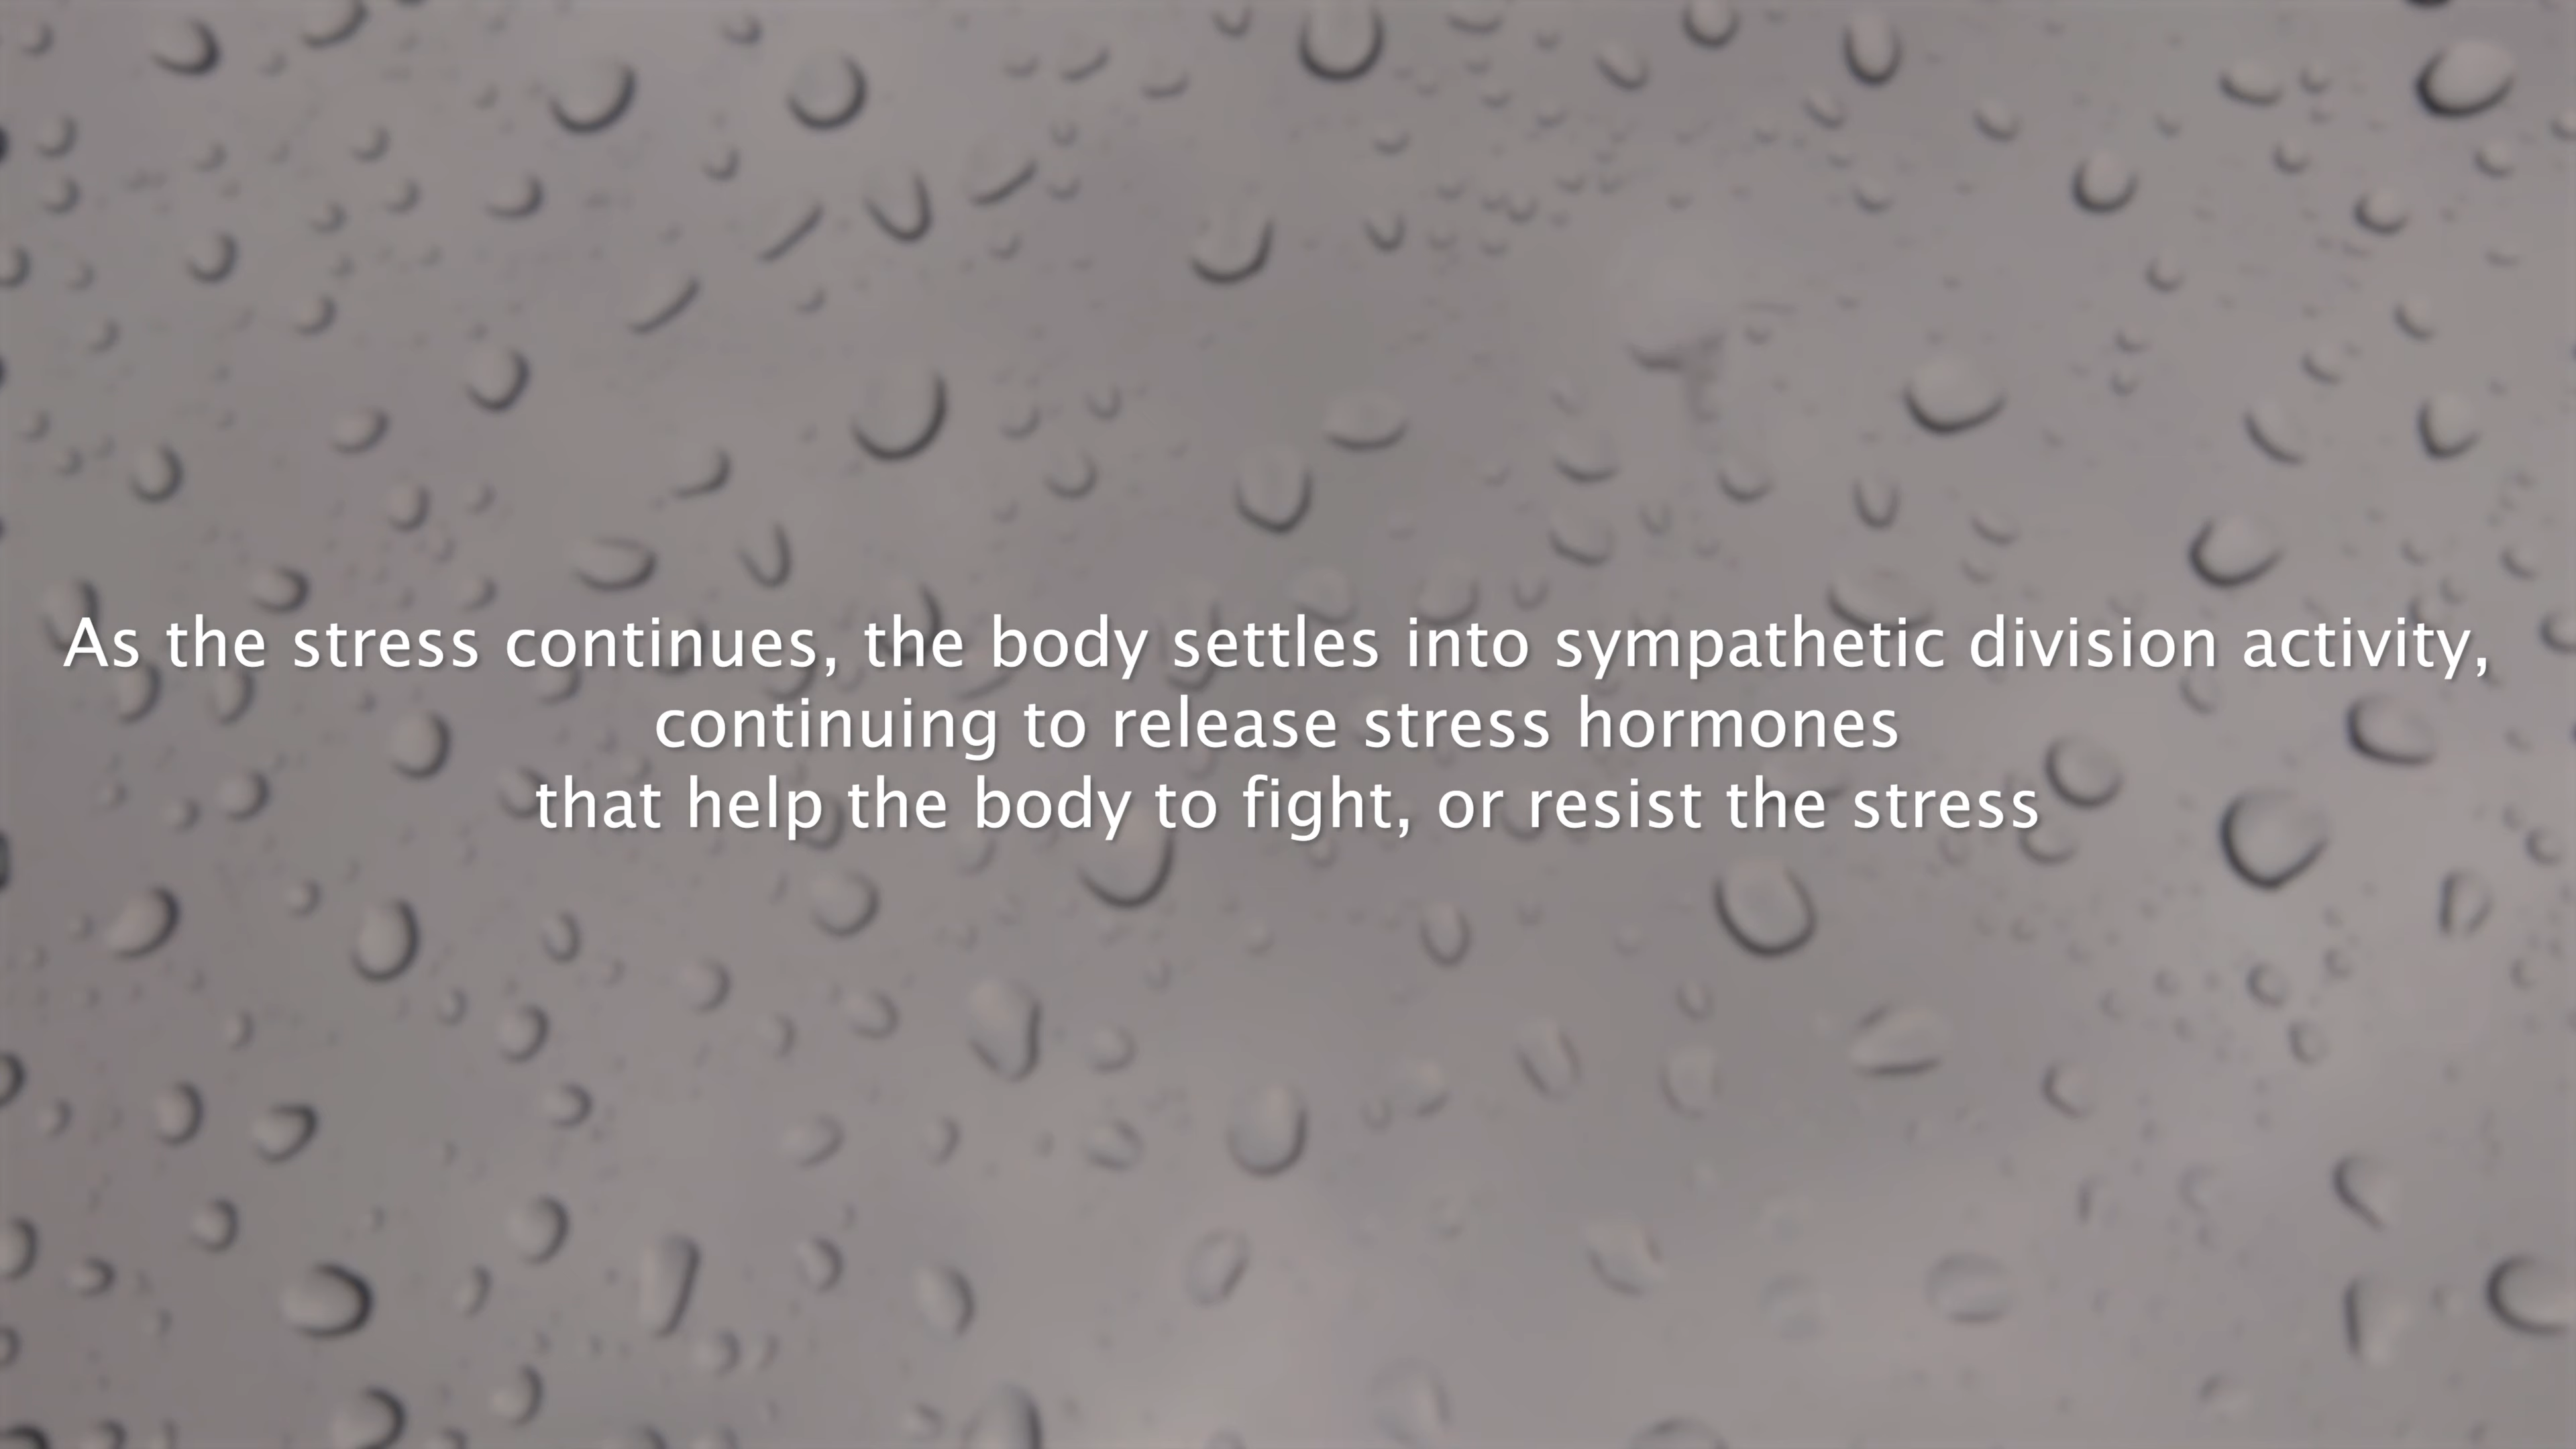 As the stress continues, the body settles into sympathetic division activity,
continuing to release stress hormones
that help the body to fight, or resist the stress